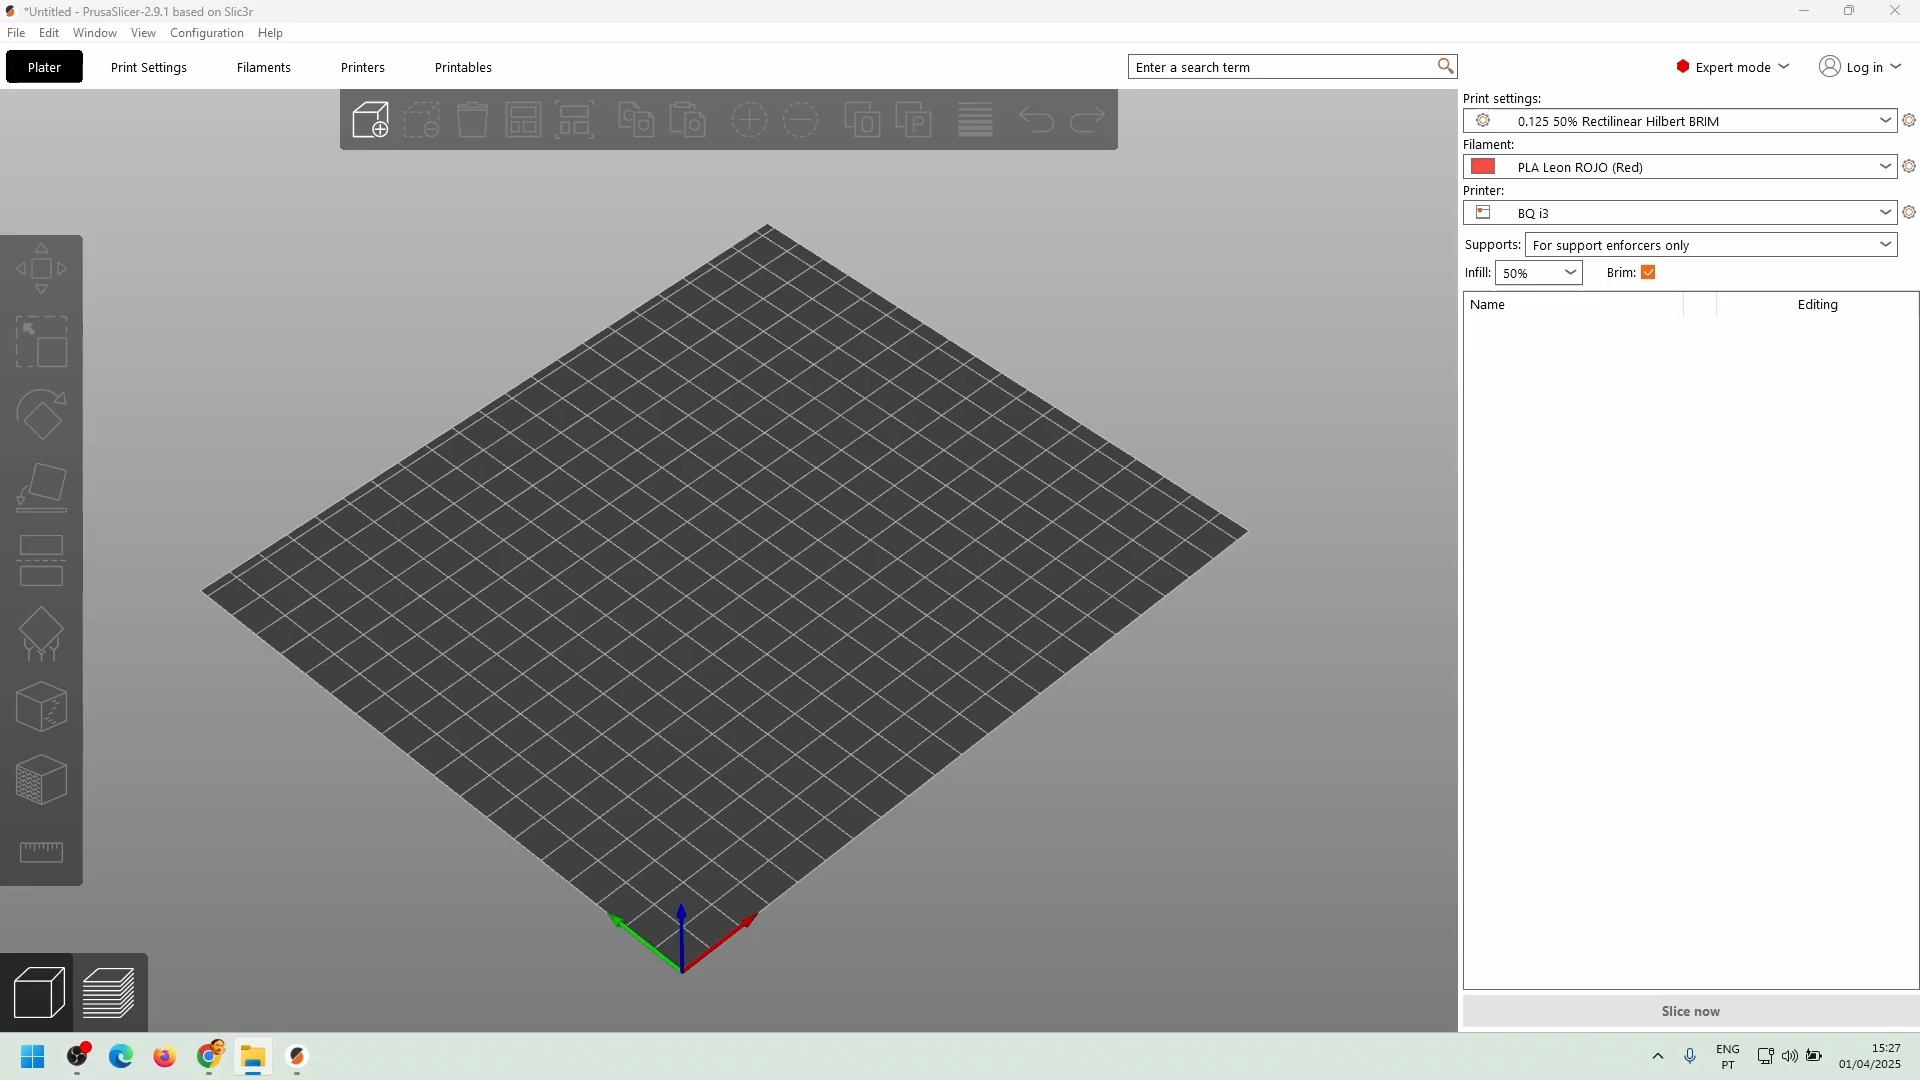 *Untitled - PrusaSlicer-2.9.1 based on Slic3r
File Edit Window View Configuration Help
Plater Print Settings Filaments Printers Printables Enter a search term Expert mode Log in
Print settings:
0.125 50% Rectilinear Hilbert BRIM
Filament:
PLA Leon ROJO (Red)
Printer:
BQ i3
Supports: For support enforcers only
Infill: 50% Brim:
Name Editing
Slice now
ENG 15:27
PT 01/04/2025